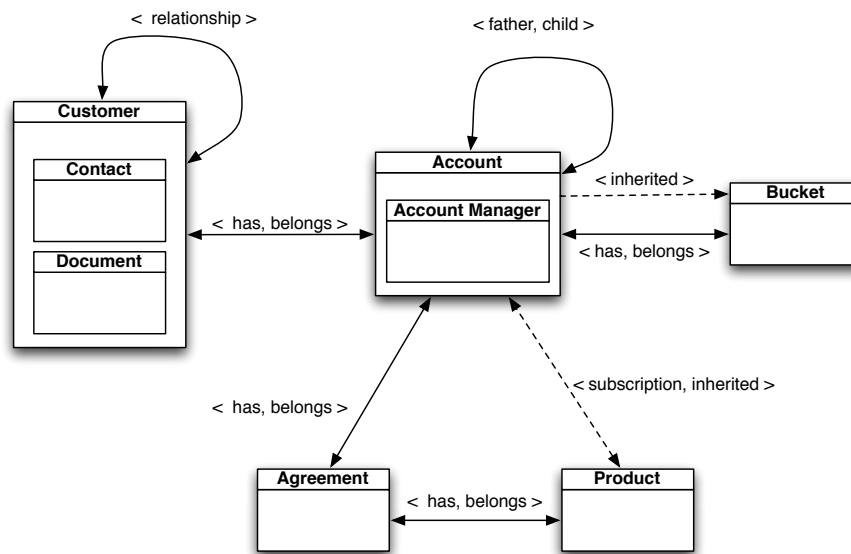 < relationship >
< father, child >
Customer
Contact
Document
Account
Account Manager
< inherited >
Bucket
< has, belongs >
< has, belongs >
< subscription, inherited >
< has, belongs >
Agreement
Product
< has, belongs >